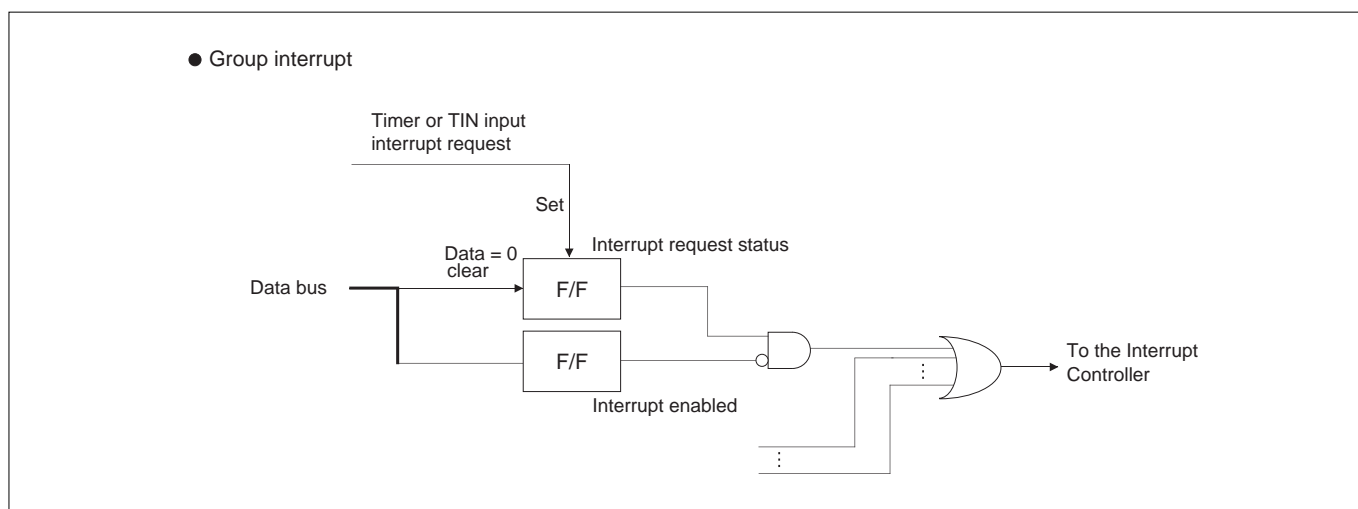 ● Group interrupt
Timer or TIN input
interrupt request
Set
Interrupt request status
Data = 0
clear
Data bus
F/F
F/F
Interrupt enabled
To the Interrupt
Controller